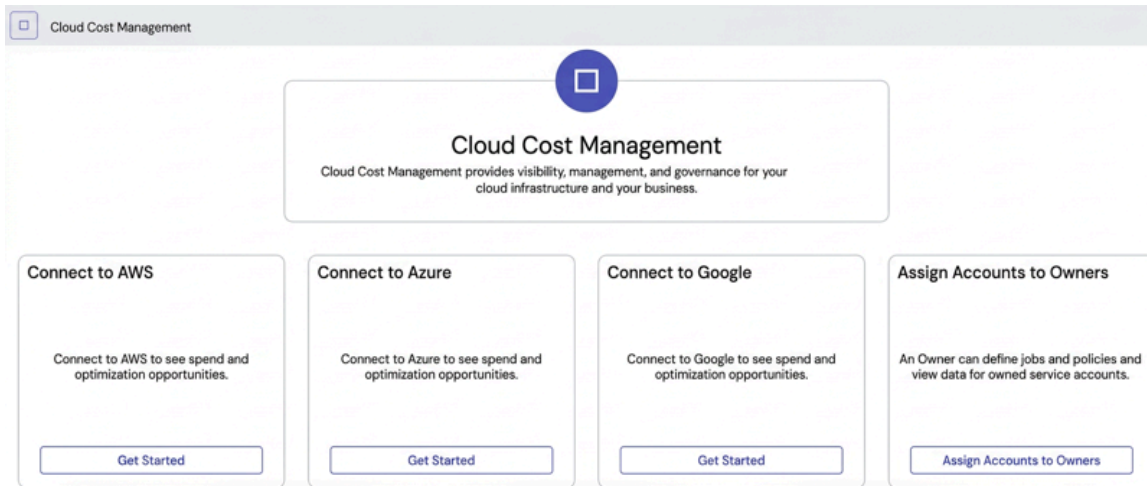 Cloud Cost Management
Cloud Cost Management
Cloud Cost Management provides visibility, management, and governance for your
cloud infrastructure and your business.
Connect to AWS
Connect to AWS to see spend and
optimization opportunities.
Get Started
Connect to Azure
Connect to Azure to see spend and
optimization opportunities.
Get Started
Connect to Google
Connect to Google to see spend and
optimization opportunities.
Get Started
Assign Accounts to Owners
An Owner can define jobs and policies and
view data for owned service accounts.
Assign Accounts to Owners